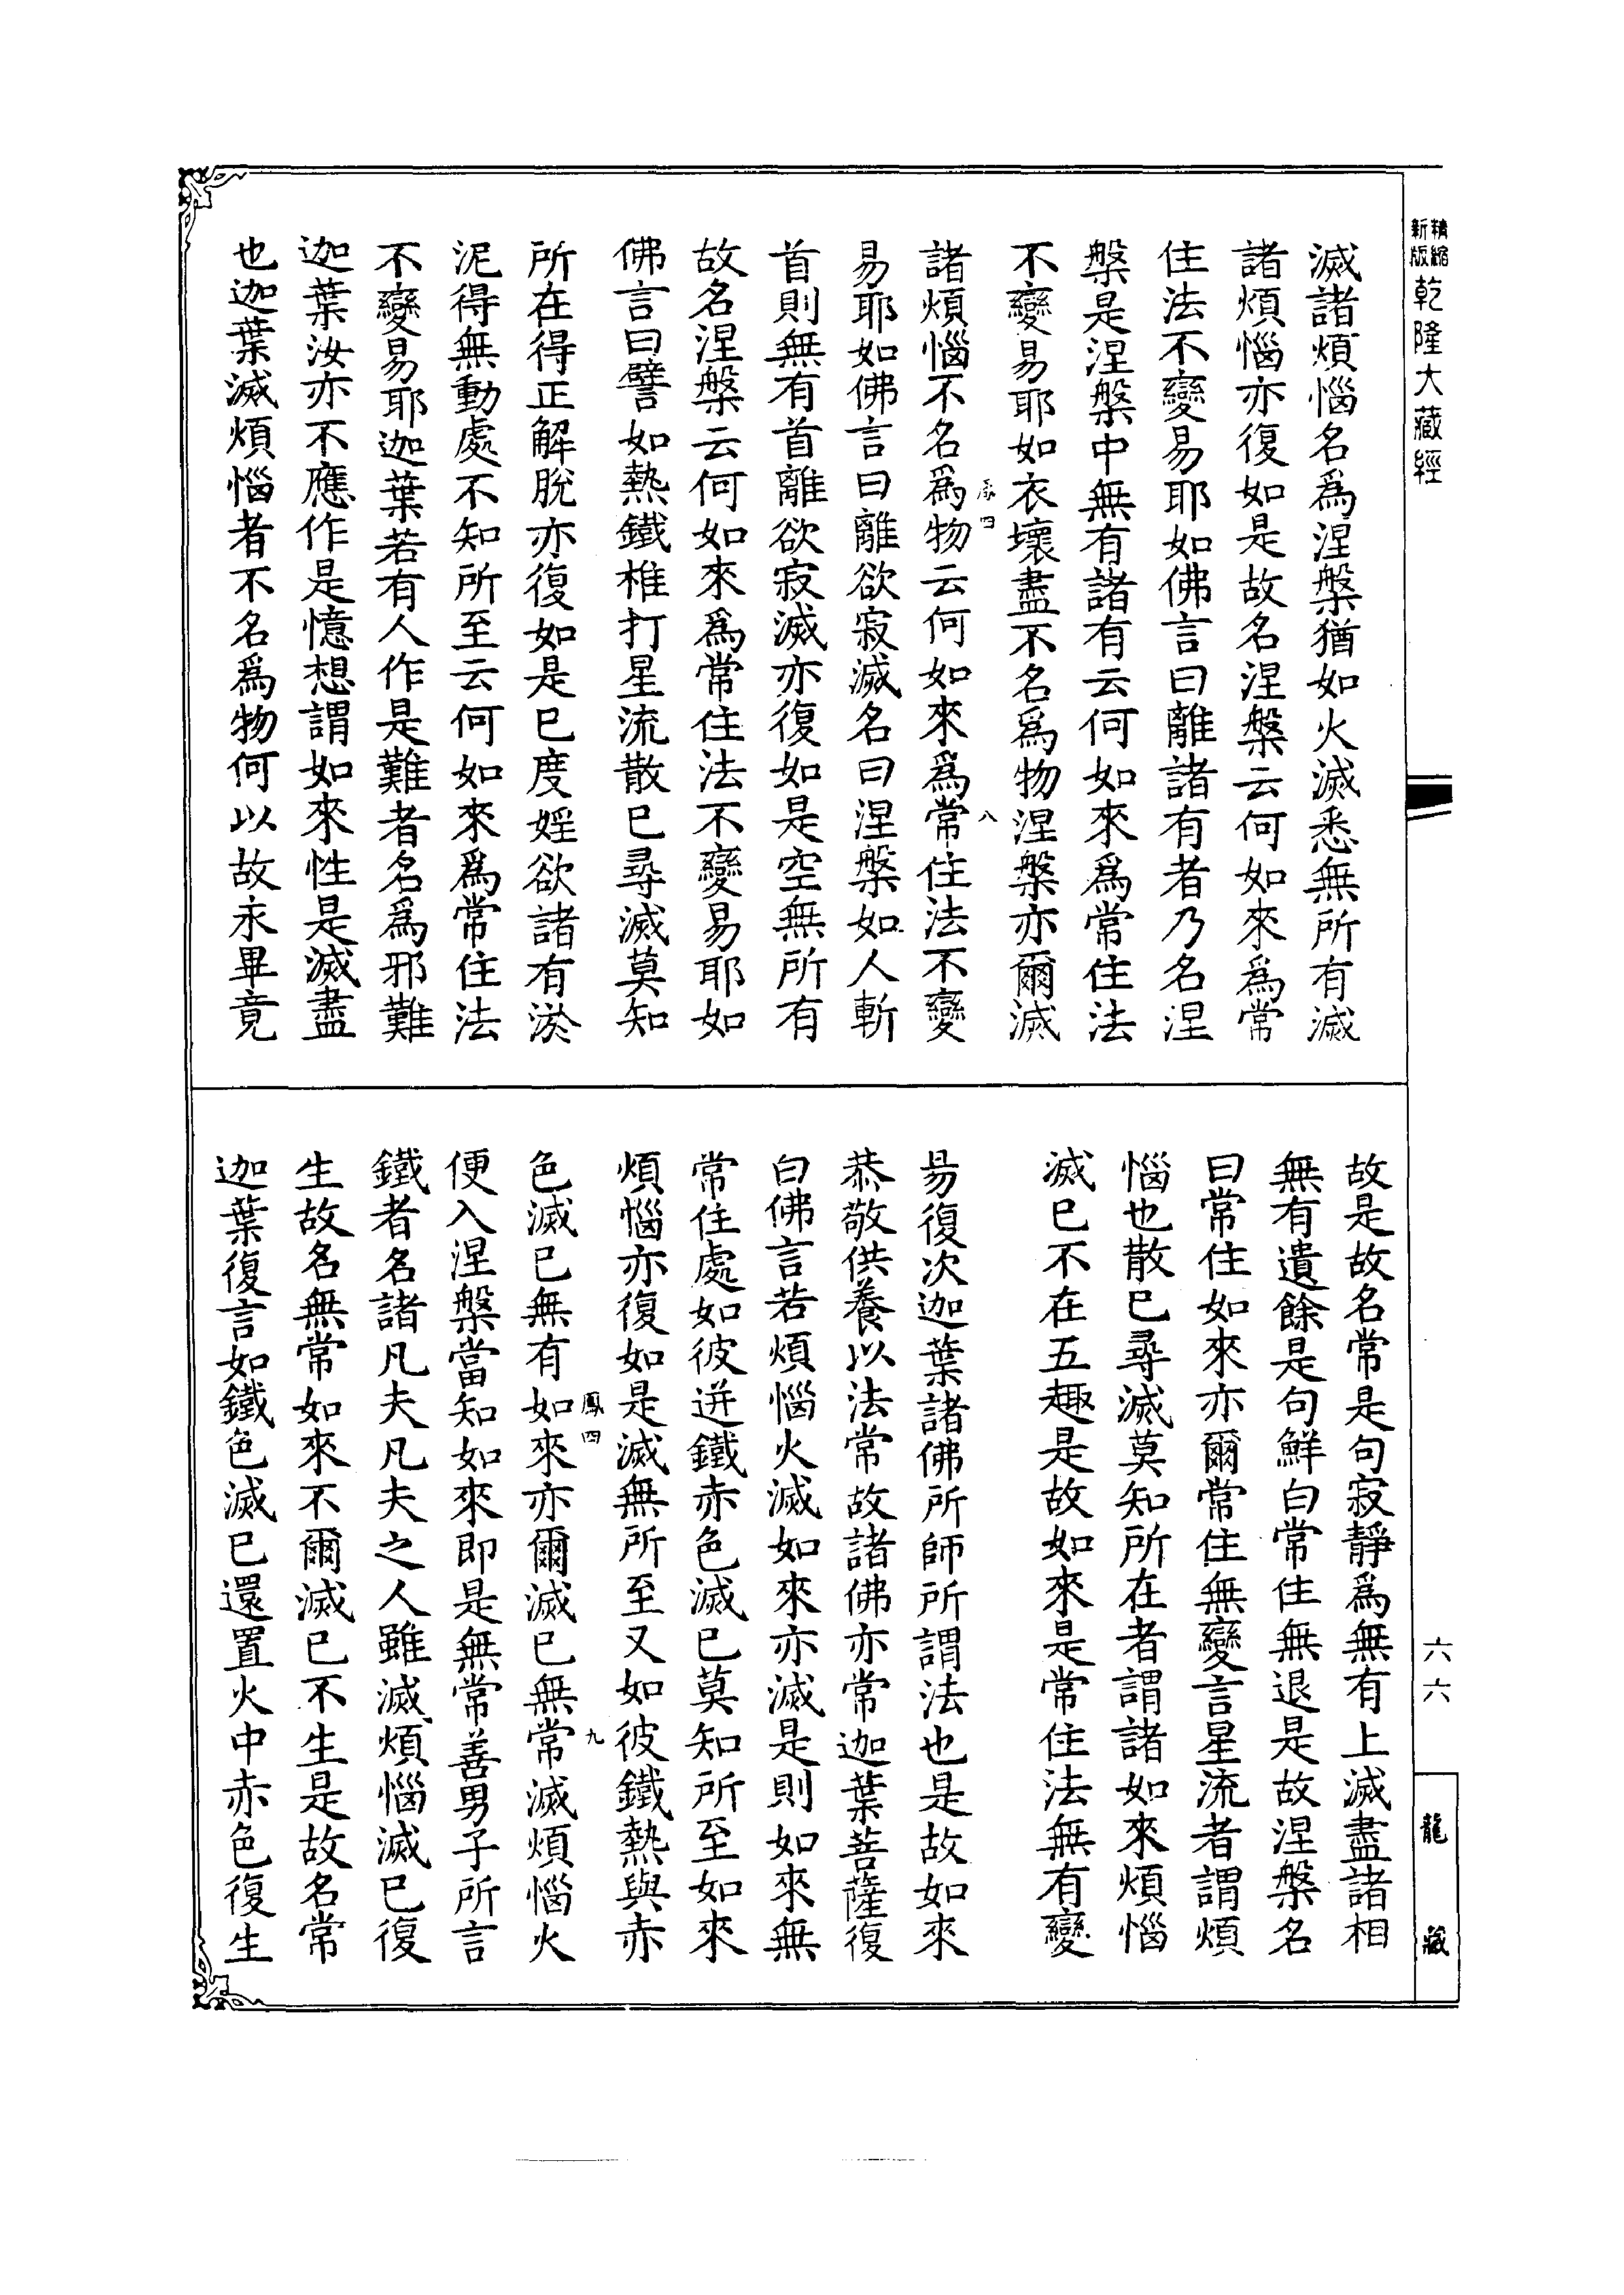 新版精縮乾隆大藏經
滅諸煩惱名爲涅槃猶如火滅悉無所有滅
諸煩惱亦復如是故名涅槃云何如來爲常
住法不變易耶如佛言曰離諸有者乃名涅
槃是涅槃中無有諸有云何如來爲常住法
不變易耶如衣壞盡不名爲物涅槃亦爾滅
諸煩惱不名爲物云何如來爲常住法不變
易耶如佛言曰離欲寂滅名曰涅槃如人斬
首則無有首離欲寂滅亦復如是空無所有
故名涅槃云何如來爲常住法不變易耶如
佛言曰譬如熱鐵椎打星流散已尋滅莫知
所在得正解脫亦復如是已度婬欲諸有淤
泥得無動處不知所至云何如來爲常住法
不變易耶迦葉若有人作是難者名爲邪難
迦葉汝亦不應作是憶想謂如來性是滅盡
也迦葉滅煩惱者不名爲物何以故永畢竟
鳳四
八
故是故名常是句寂靜爲無有上滅盡諸相
無有遺餘是句鮮白常住無退是故涅槃名
曰常住如來亦爾常住無變言星流者謂煩
惱也散已尋滅莫知所在者謂諸如來煩惱
滅已不在五趣是故如來是常住法無有變
易復次迦葉諸佛所師所謂法也是故如來
恭敬供養以法常故諸佛亦常迦葉菩薩復
白佛言若煩惱火滅如來亦滅是則如來無
常住處如彼迸鐵赤色滅已莫知所至如來
煩惱亦復如是滅無所至又如彼鐵熱與赤
色滅已無有如來亦爾滅已無常滅煩惱火
便入涅槃當知如來即是無常善男子所言
鐵者名諸凡夫凡夫之人雖滅煩惱滅已復
生故名無常如來不爾滅已不生是故名常
迦葉復言如鐵色滅已還置火中赤色復生
鳳四
九
六六
龍藏